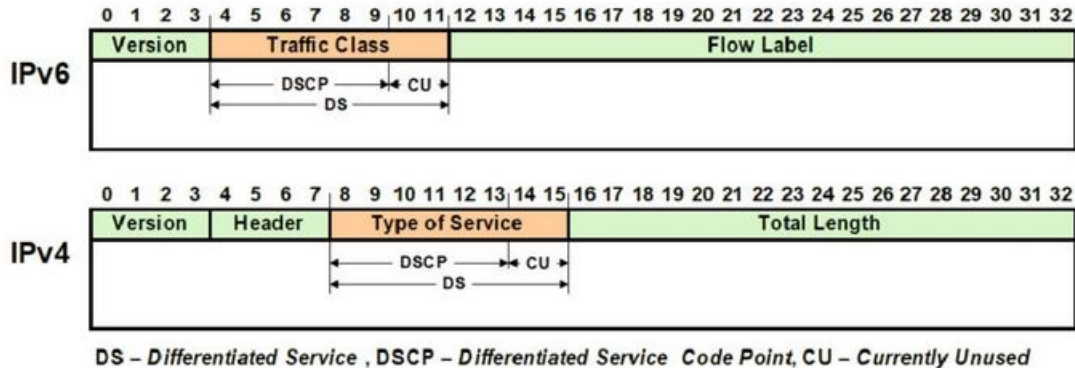 0 1 2 3 4 5 6 7 8 9 10 11 12 13 14 15 16 17 18 19 20 21 22 23 24 25 26 27 28 29 30 31 32
IPv6
Version Traffic Class Flow Label
DSCP CU
DS
0 1 2 3 4 5 6 7 8 9 10 11 12 13 14 15 16 17 18 19 20 21 22 23 24 25 26 27 28 29 30 31 32
IPv4
Version Header Type of Service Total Length
DSCP CU
DS
DS – Differentiated Service , DSCP – Differentiated Service Code Point, CU – Currently Unused